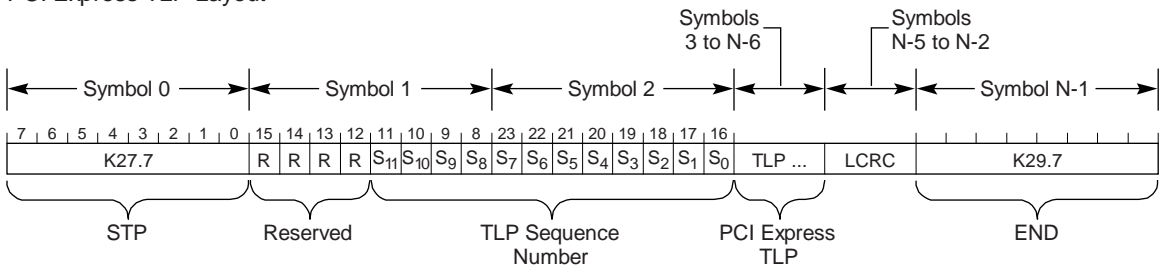 PCI Express TLP Layout
Symbols
3 to N-6
Symbols
N-5 to N-2
Symbol 0
Symbol 1
Symbol 2
Symbol N-1
7 6 5 4 3 2 1 0 15 14 13 12 11 10 9 8 23 22 21 20 19 18 17 16
K27.7 R R R R S11 S10 S9 S8 S7 S6 S5 S4 S3 S2 S1 S0 TLP ... LCRC K29.7
STP
Reserved
TLP Sequence
Number
PCI Express
TLP
END